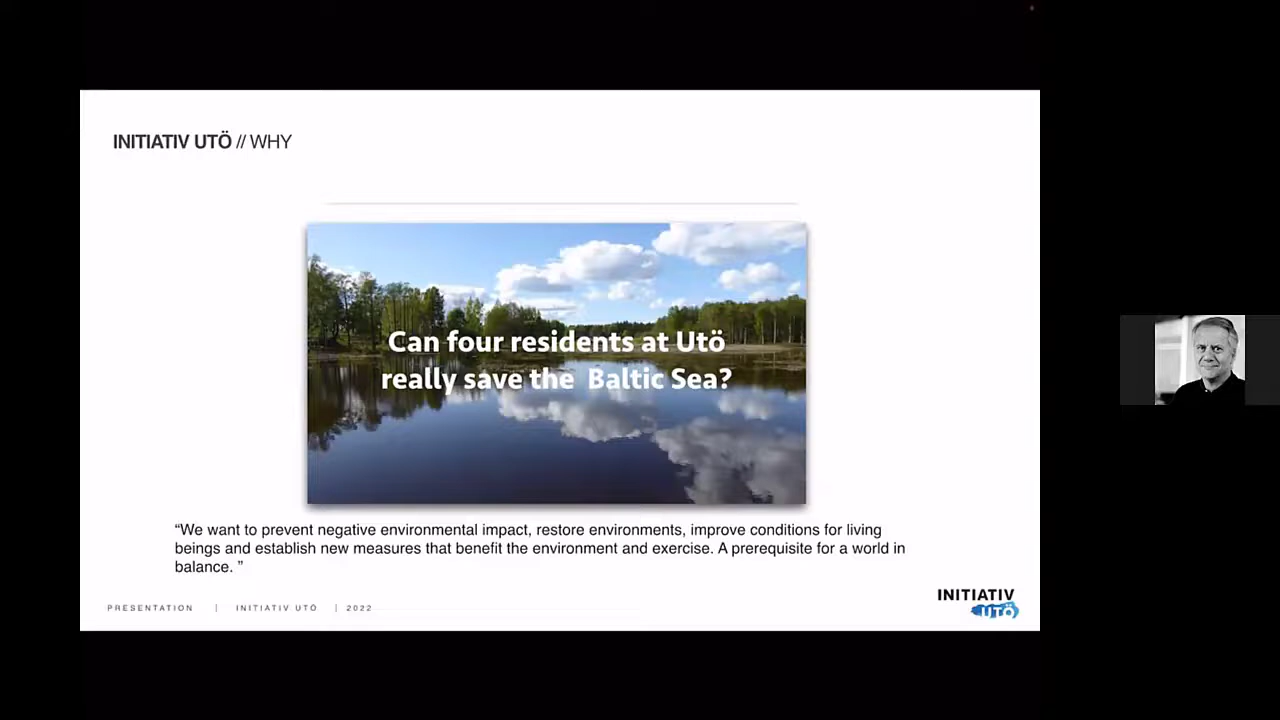 INITIATIV UTÖ // WHY
Can four residents at Utö
really save the Baltic Sea?
“We want to prevent negative environmental impact, restore environments, improve conditions for living
beings and establish new measures that benefit the environment and exercise. A prerequisite for a world in
balance. ”
PRESENTATION | INITIATIV UTÖ | 2022
INITIATIV
UTÖ